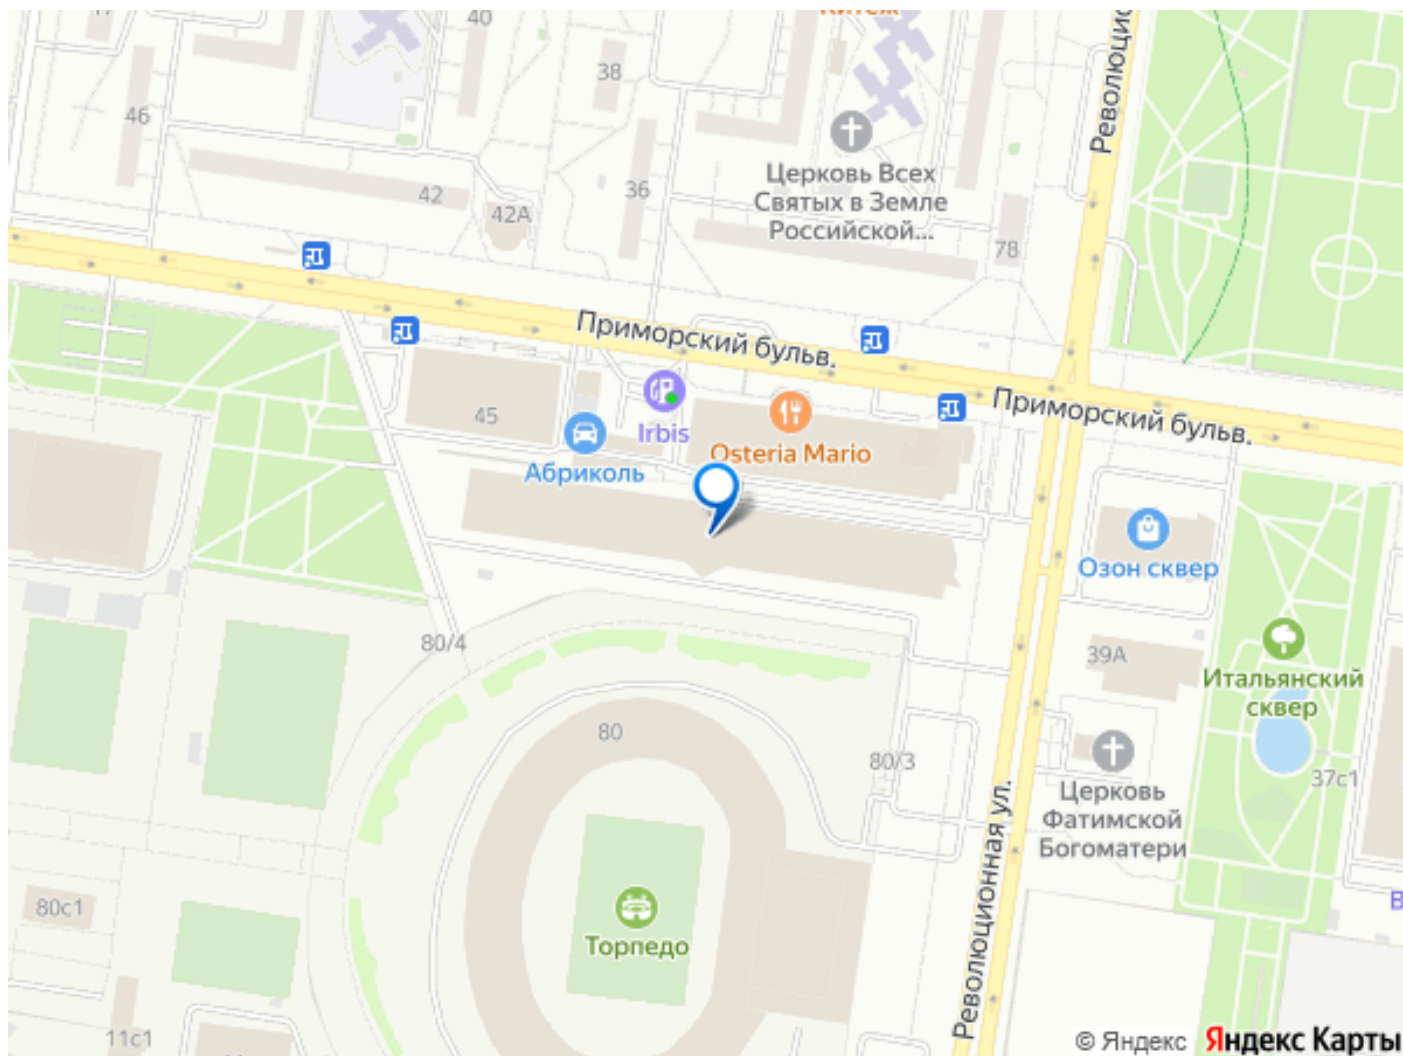 Китеж
40
38
46
Революцио
Церковь Всех
Святых в Земле
Российской...
42
42А
36
78
Приморский бульв.
Приморский бульв.
45
Irbis
Osteria Mario
Абриколь
Озон сквер
80/4
39А
Итальянский
сквер
80
80/3
37с1
Церковь
Фатимской
Богоматери
Революционная ул.
80с1
Торпедо
11с1
В
© Яндекс Яндекс Карты